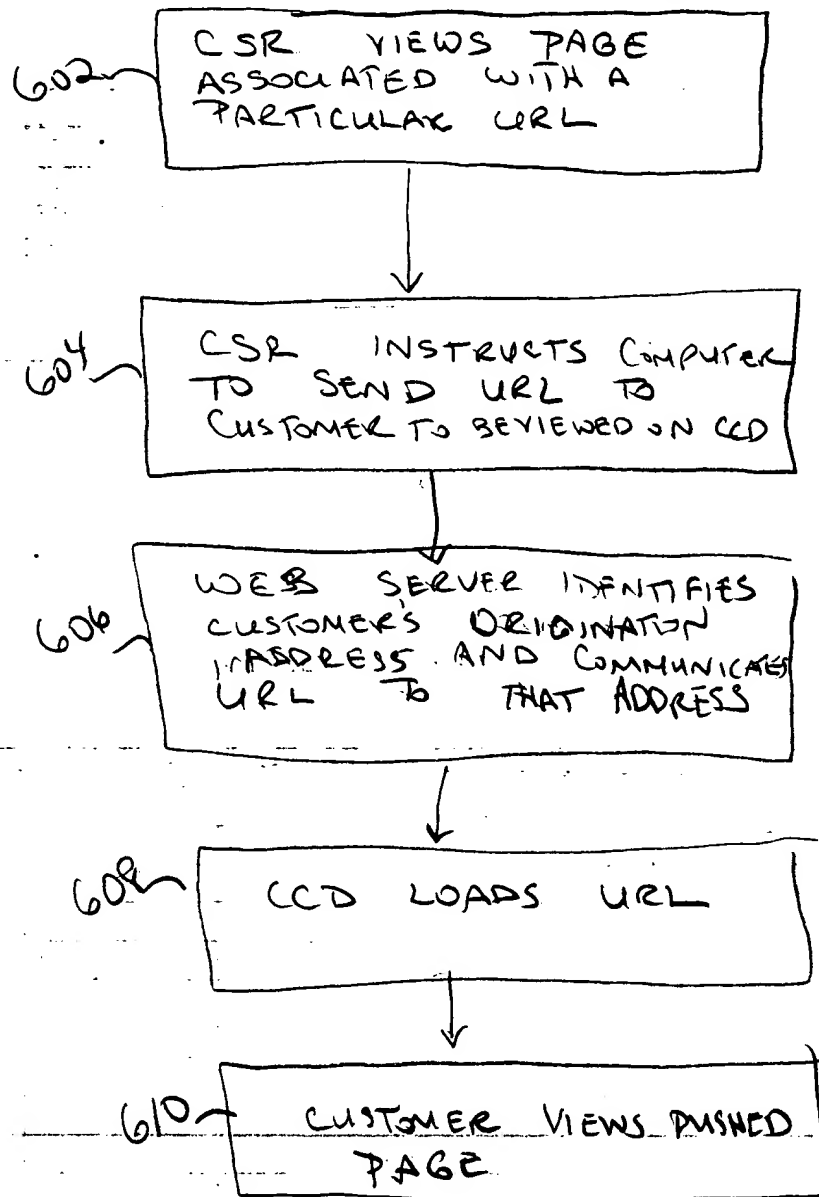 602
CSR VIEWS PAGE
ASSOCIATED WITH A
PARTICULAR URL
604
CSR INSTRUCTS COMPUTER
TO SEND URL TO
CUSTOMER TO BE VIEWED ON CCD
606
WEB SERVER IDENTIFIES
CUSTOMER'S ORIGINATION
ADDRESS AND COMMUNICATES
URL TO THAT ADDRESS
608
CCD LOADS URL
610
CUSTOMER VIEWS PUSHED
PAGE